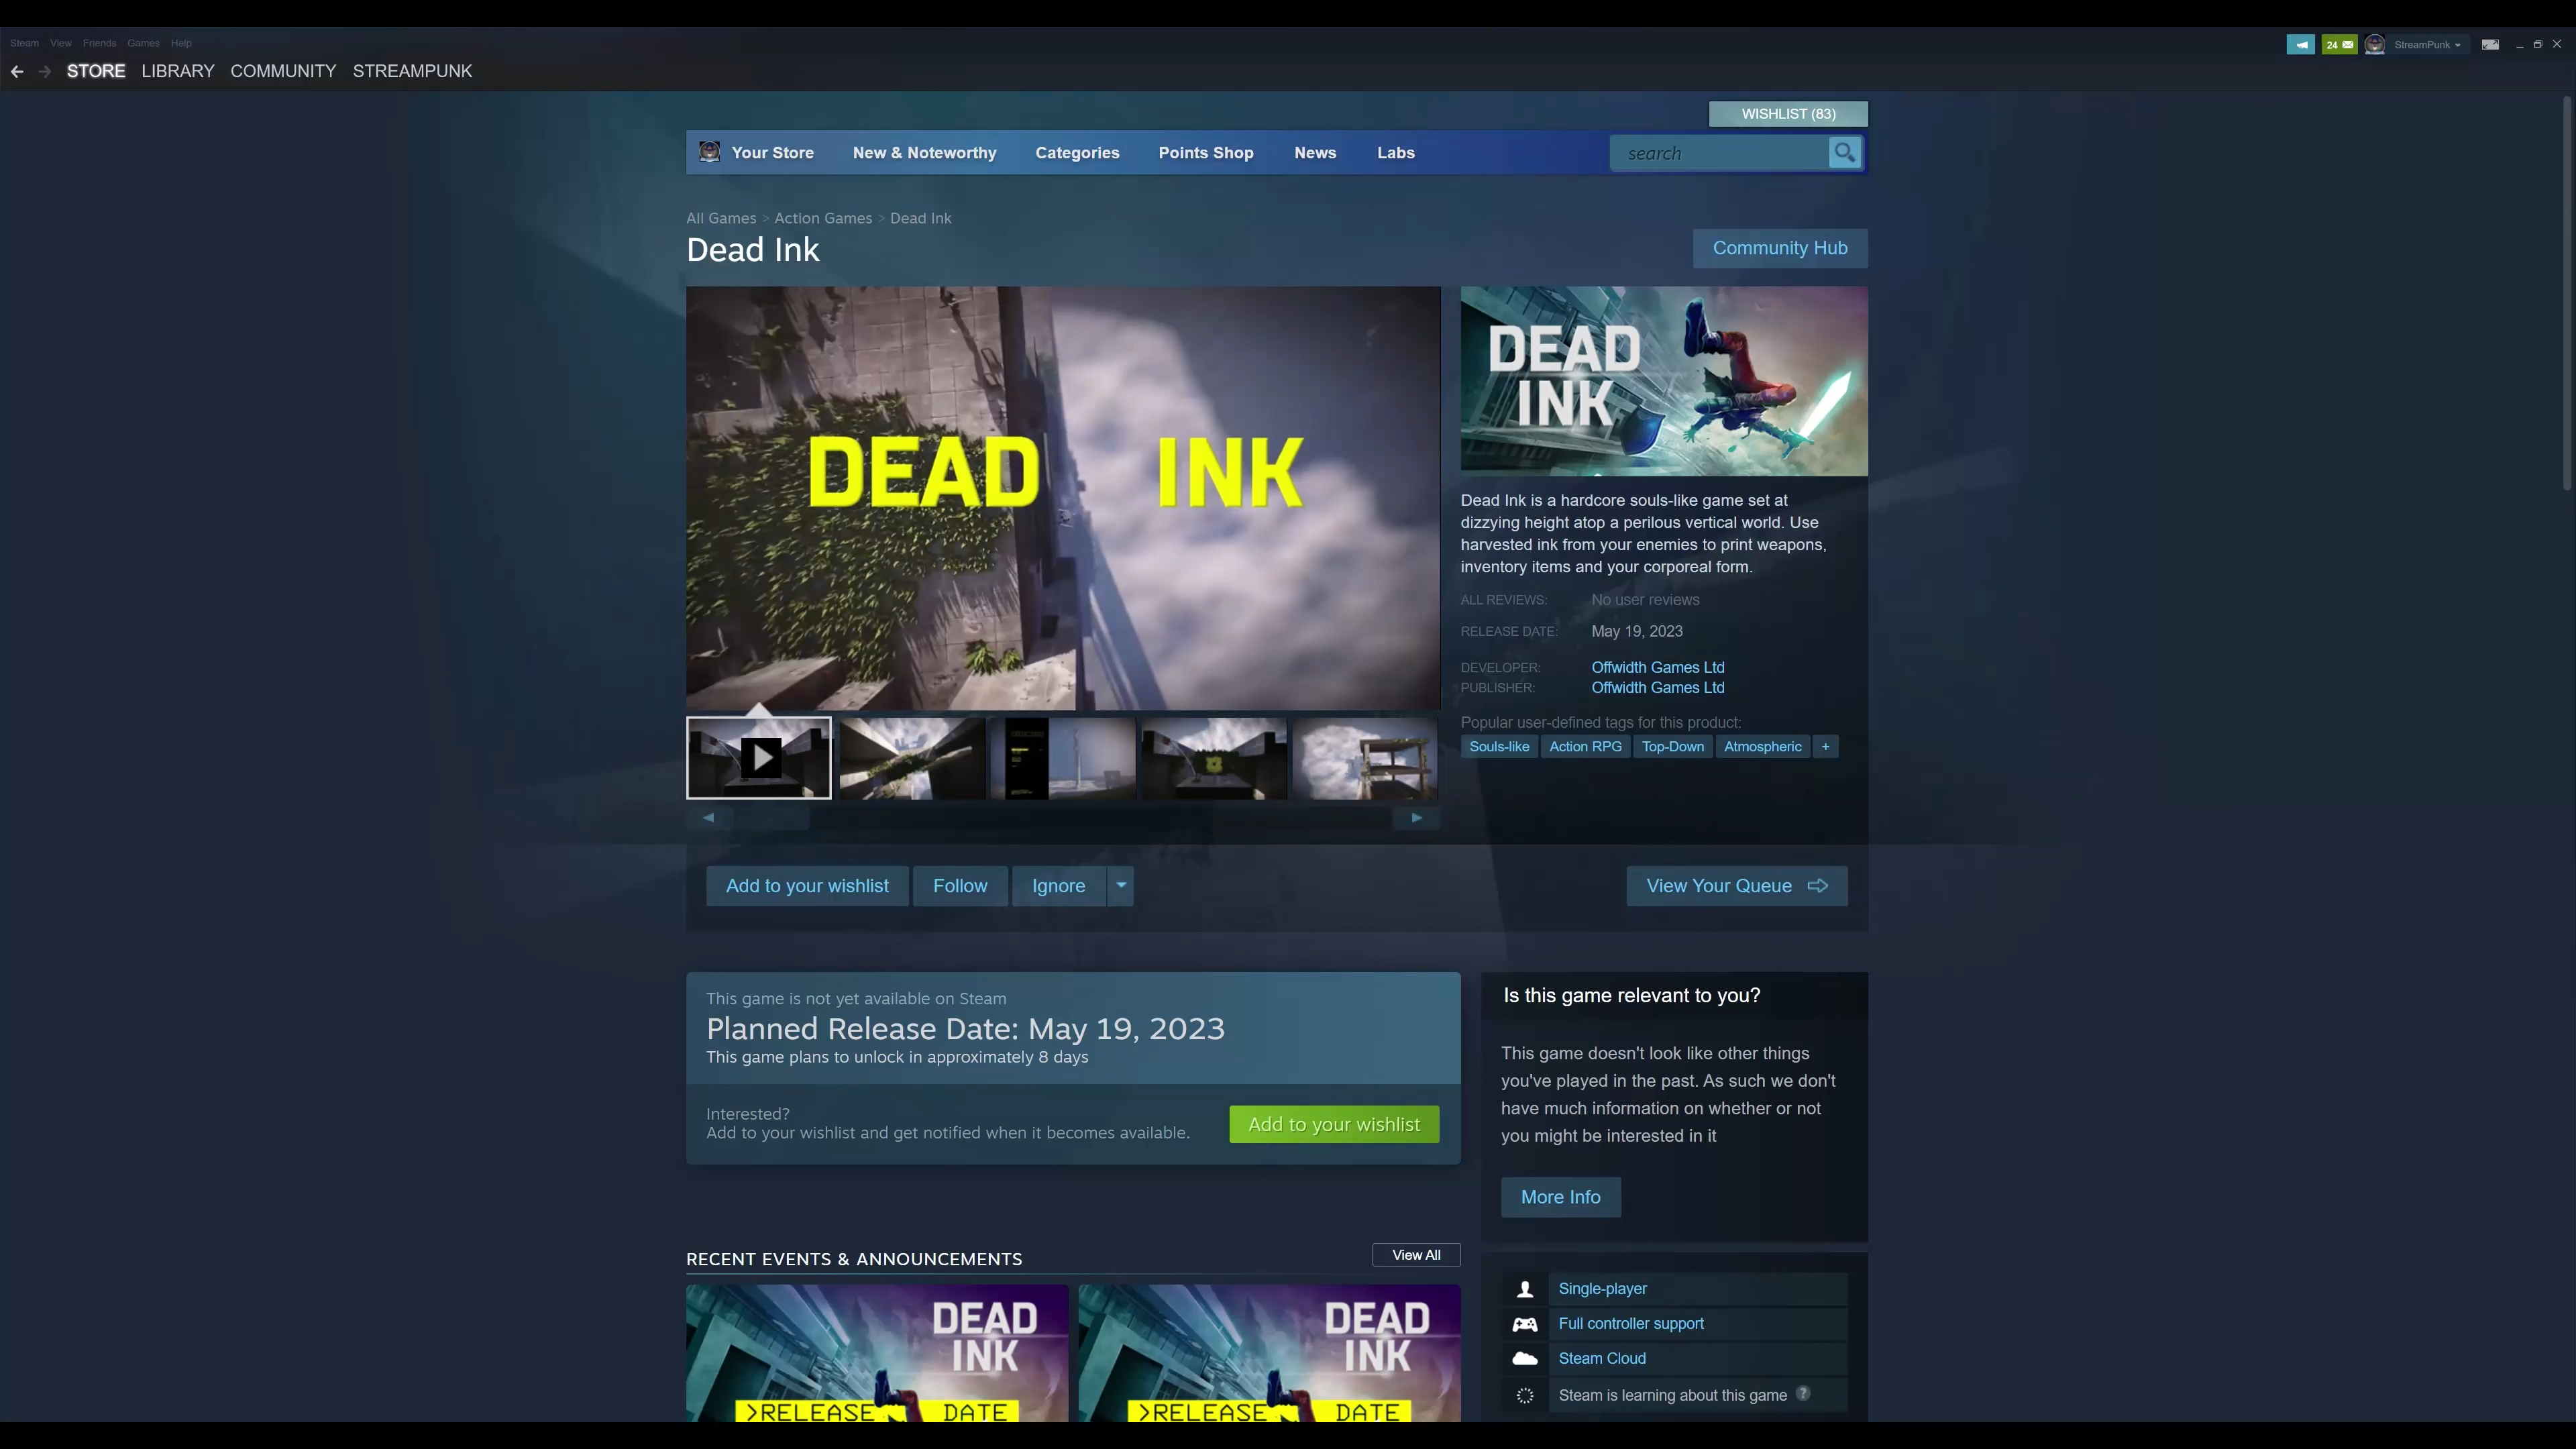 Steam View Friends Games Help
24 StreamPunk
STORE LIBRARY COMMUNITY STREAMPUNK
WISHLIST (83)
Your Store New & Noteworthy Categories Points Shop News Labs search
All Games > Action Games > Dead Ink
Dead Ink
Community Hub
DEAD INK
DEAD
INK
Dead Ink is a hardcore souls-like game set at
dizzying height atop a perilous vertical world. Use
harvested ink from your enemies to print weapons,
inventory items and your corporeal form.
ALL REVIEWS: No user reviews
RELEASE DATE: May 19, 2023
DEVELOPER: Offwidth Games Ltd
PUBLISHER: Offwidth Games Ltd
Popular user-defined tags for this product:
Souls-like Action RPG Top-Down Atmospheric +
Add to your wishlist Follow Ignore
View Your Queue
This game is not yet available on Steam
Planned Release Date: May 19, 2023
This game plans to unlock in approximately 8 days
Interested?
Add to your wishlist and get notified when it becomes available.
Add to your wishlist
Is this game relevant to you?
This game doesn't look like other things
you've played in the past. As such we don't
have much information on whether or not
you might be interested in it
More Info
RECENT EVENTS & ANNOUNCEMENTS
View All
DEAD
INK
>RELEASE DATE
DEAD
INK
>RELEASE DATE
Single-player
Full controller support
Steam Cloud
Steam is learning about this game ?